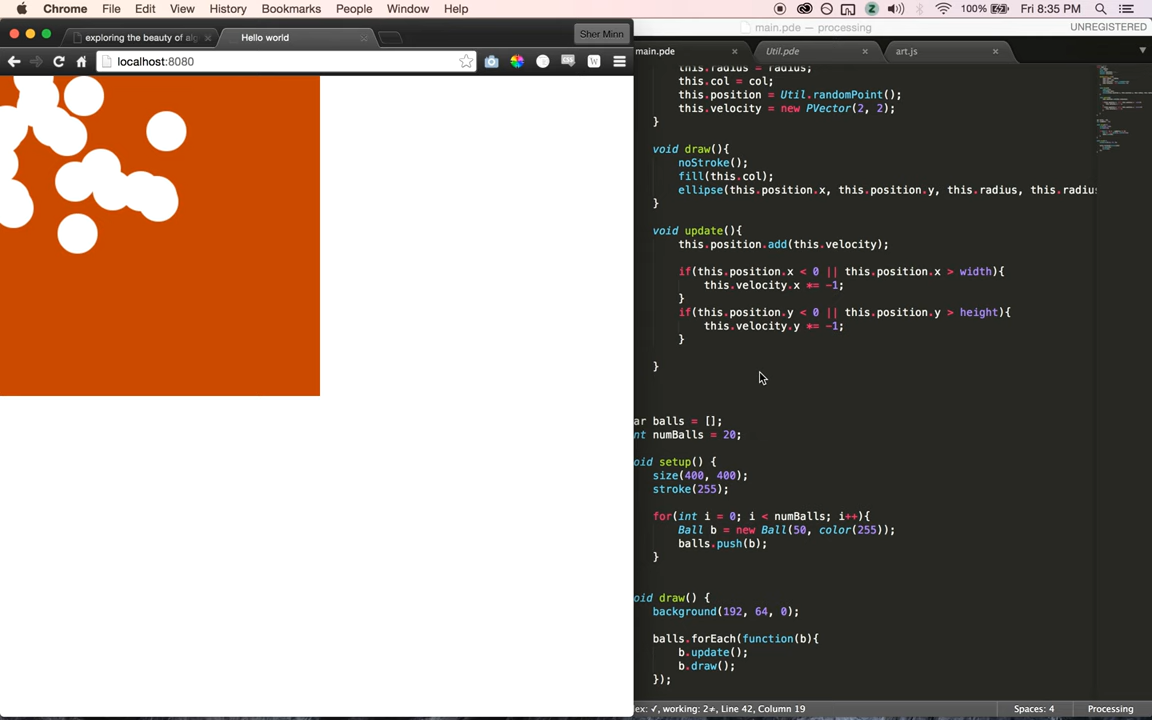 Chrome File Edit View History Bookmarks People Window Help 100% Fri 8:35 PM
main.pde — processing UNREGISTERED
exploring the beauty of alg Hello world Sher Minn
main.pde Util.pde art.js
localhost:8080
this.radius = radius;
this.col = col;
this.position = Util.randomPoint();
this.velocity = new PVector(2, 2);
}
void draw(){
noStroke();
fill(this.col);
ellipse(this.position.x, this.position.y, this.radius, this.radius
}
void update(){
this.position.add(this.velocity);
if(this.position.x < 0 || this.position.x > width){
this.velocity.x *= -1;
}
if(this.position.y < 0 || this.position.y > height){
this.velocity.y *= -1;
}
}
ar balls = [];
nt numBalls = 20;
oid setup() {
size(400, 400);
stroke(255);
for(int i = 0; i < numBalls; i++){
Ball b = new Ball(50, color(255));
balls.push(b);
}
oid draw() {
background(192, 64, 0);
balls.forEach(function(b){
b.update();
b.draw();
});
dex: ✓, working: 2≠, Line 42, Column 19 Spaces: 4 Processing